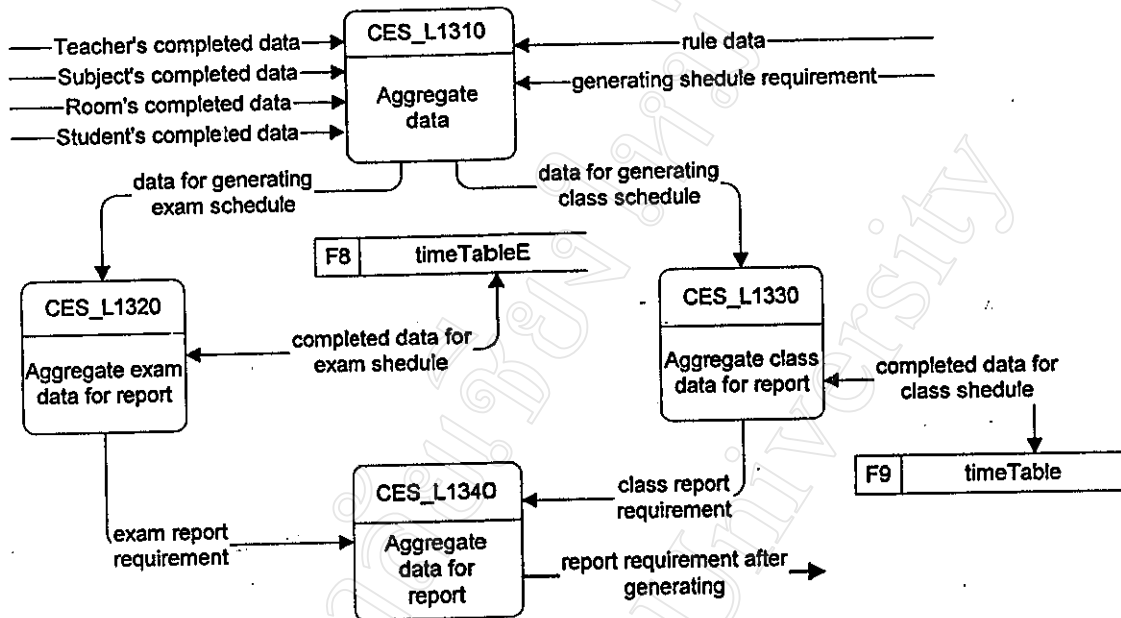 CES_L1310
Aggregate
data
Teacher's completed data
Subject's completed data
Room's completed data
Student's completed data
rule data
generating shedule requirement
data for generating
exam schedule
data for generating
class schedule
F8 timeTableE
CES_L1320
Aggregate exam
data for report
completed data for
exam shedule
CES_L1330
Aggregate class
data for report
completed data for
class shedule
F9 timeTable
CES_L1340
Aggregate
data for
report
exam report
requirement
class report
requirement
report requirement after
generating
University
University